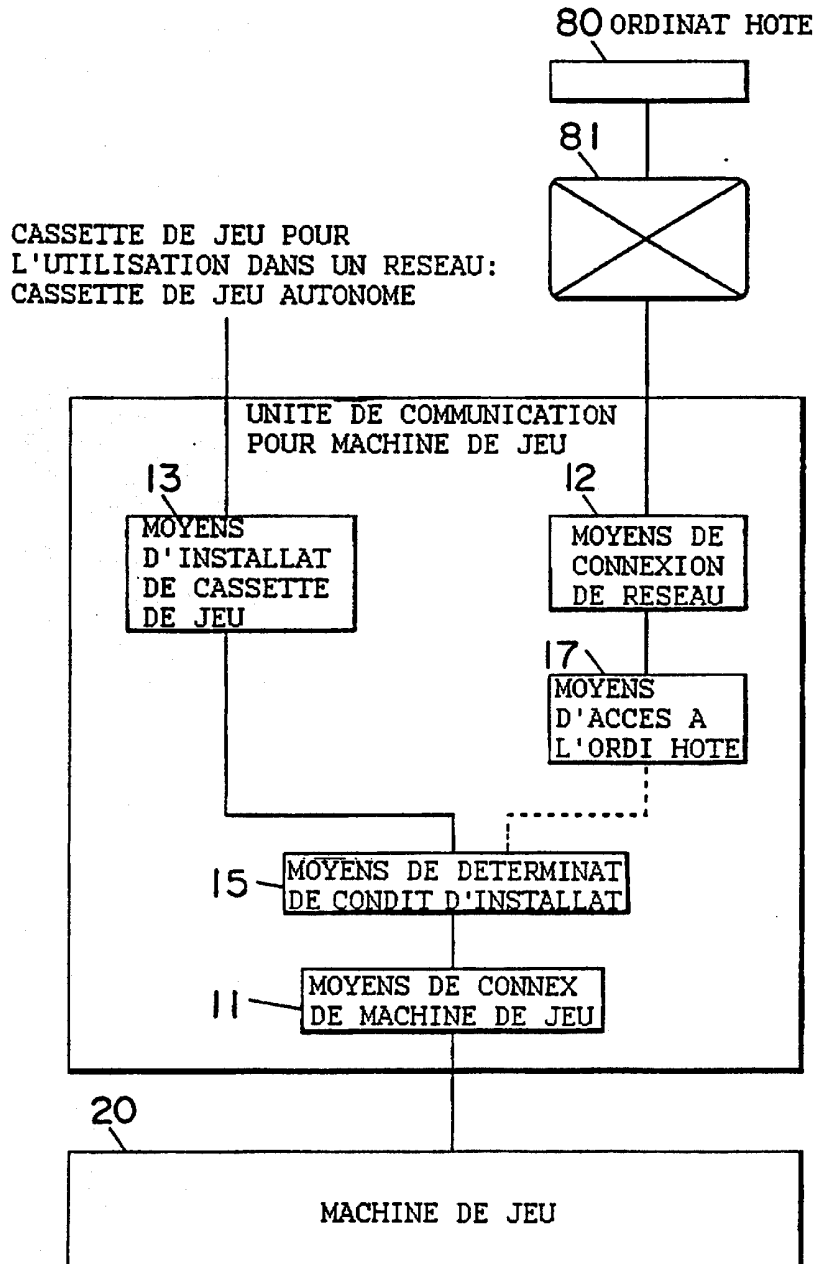 80 ORDINAT HOTE
81
CASSETTE DE JEU POUR
L'UTILISATION DANS UN RESEAU:
CASSETTE DE JEU AUTONOME
UNITE DE COMMUNICATION
POUR MACHINE DE JEU
13
MOYENS
D'INSTALLAT
DE CASSETTE
DE JEU
12
MOYENS DE
CONNEXION
DE RESEAU
17
MOYENS
D'ACCES A
L'ORDI HOTE
15
MOYENS DE DETERMINAT
DE CONDIT D'INSTALLAT
11
MOYENS DE CONNEX
DE MACHINE DE JEU
20
MACHINE DE JEU